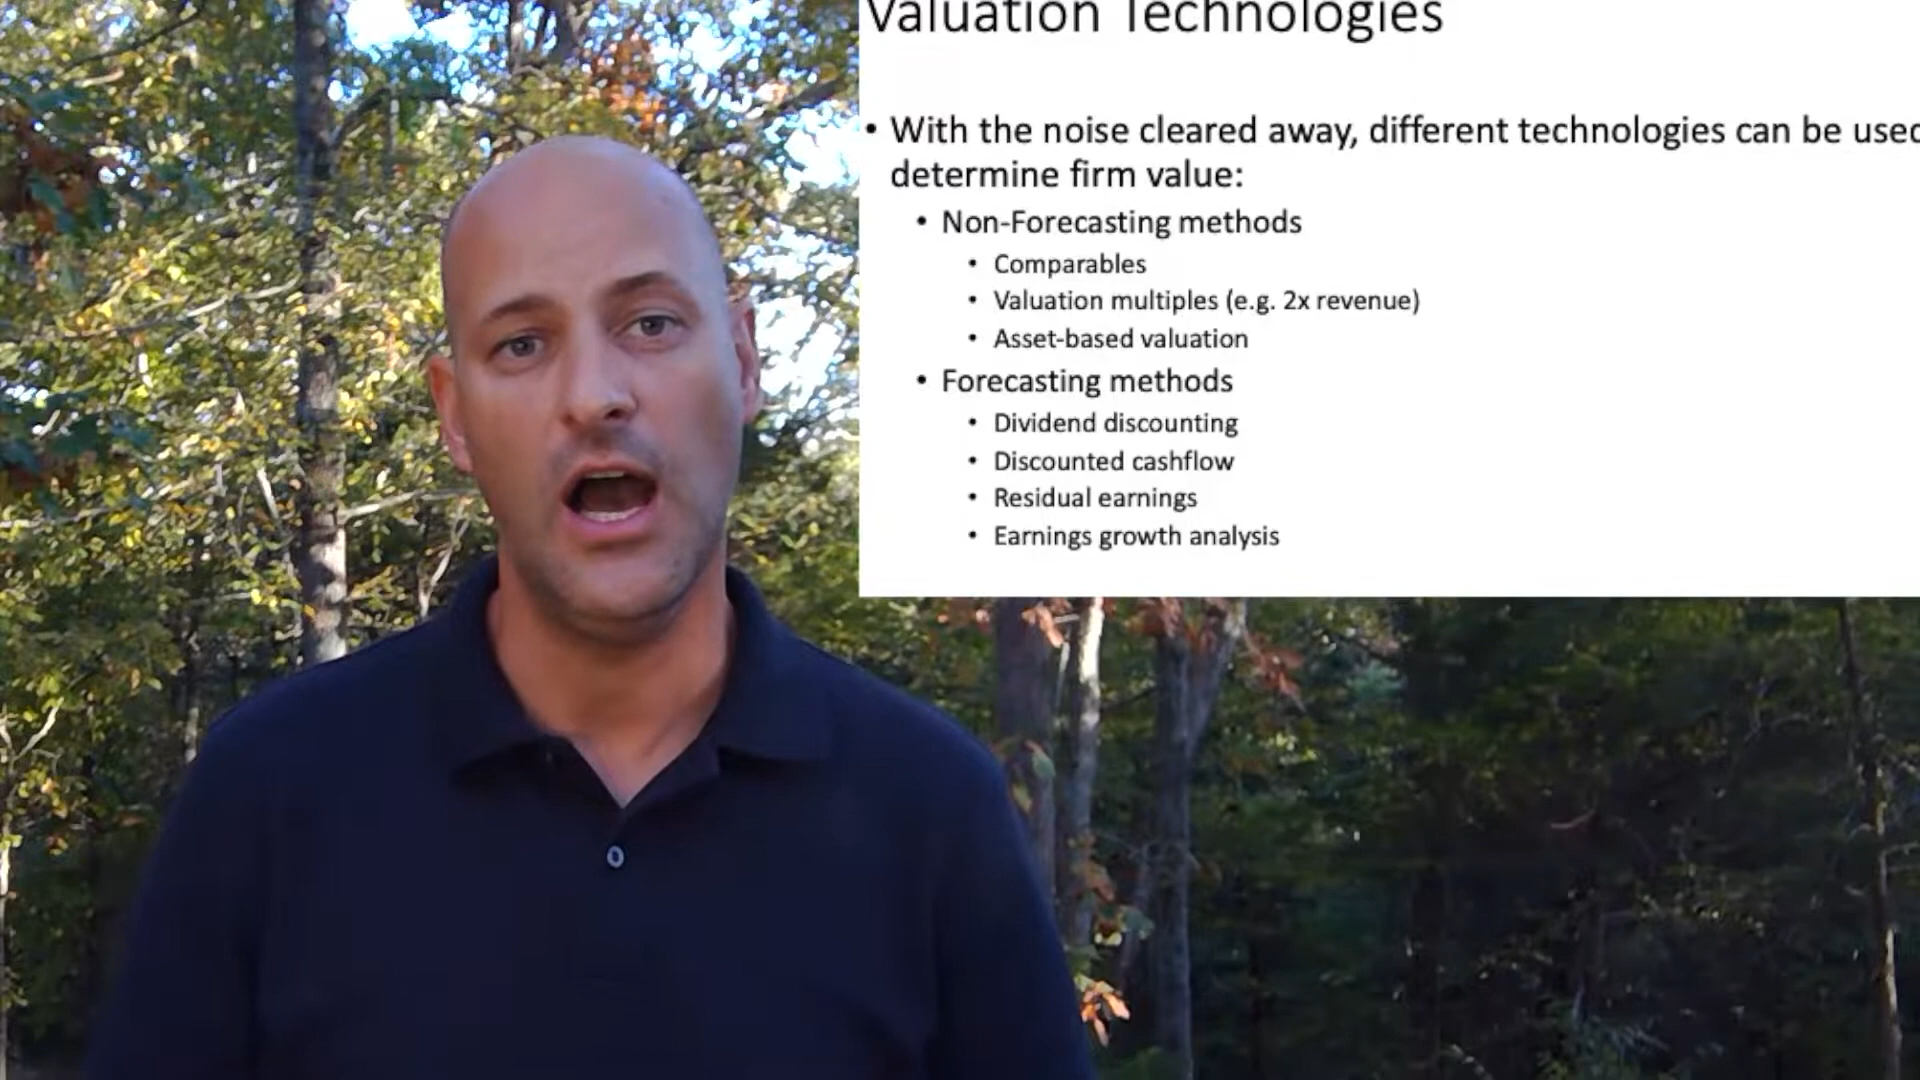 Valuation Technologies
• With the noise cleared away, different technologies can be used
determine firm value:
• Non-Forecasting methods
• Comparables
• Valuation multiples (e.g. 2x revenue)
• Asset-based valuation
• Forecasting methods
• Dividend discounting
• Discounted cashflow
• Residual earnings
• Earnings growth analysis